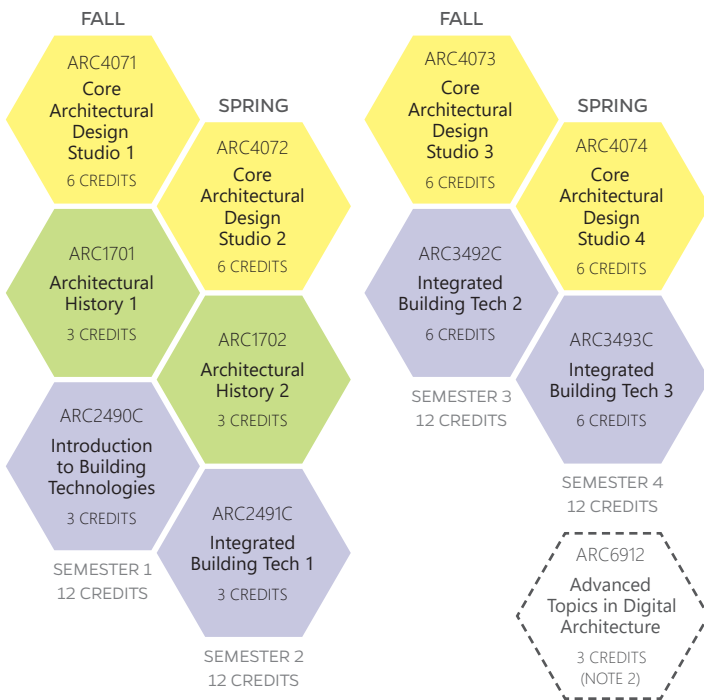 FALL
ARC4071
Core
Architectural
Design
Studio 1
6 CREDITS
ARC1701
Architectural
History 1
3 CREDITS
ARC2490C
Introduction
to Building
Technologies
3 CREDITS
SEMESTER 1
12 CREDITS
SPRING
ARC4072
Core
Architectural
Design
Studio 2
6 CREDITS
ARC1702
Architectural
History 2
3 CREDITS
ARC2491C
Integrated
Building Tech 1
3 CREDITS
SEMESTER 2
12 CREDITS
FALL
ARC4073
Core
Architectural
Design
Studio 3
6 CREDITS
ARC3492C
Integrated
Building Tech 2
6 CREDITS
SEMESTER 3
12 CREDITS
SPRING
ARC4074
Core
Architectural
Design
Studio 4
6 CREDITS
ARC3493C
Integrated
Building Tech 3
6 CREDITS
SEMESTER 4
12 CREDITS
ARC6912
Advanced
Topics in Digital
Architecture
3 CREDITS
(NOTE 2)